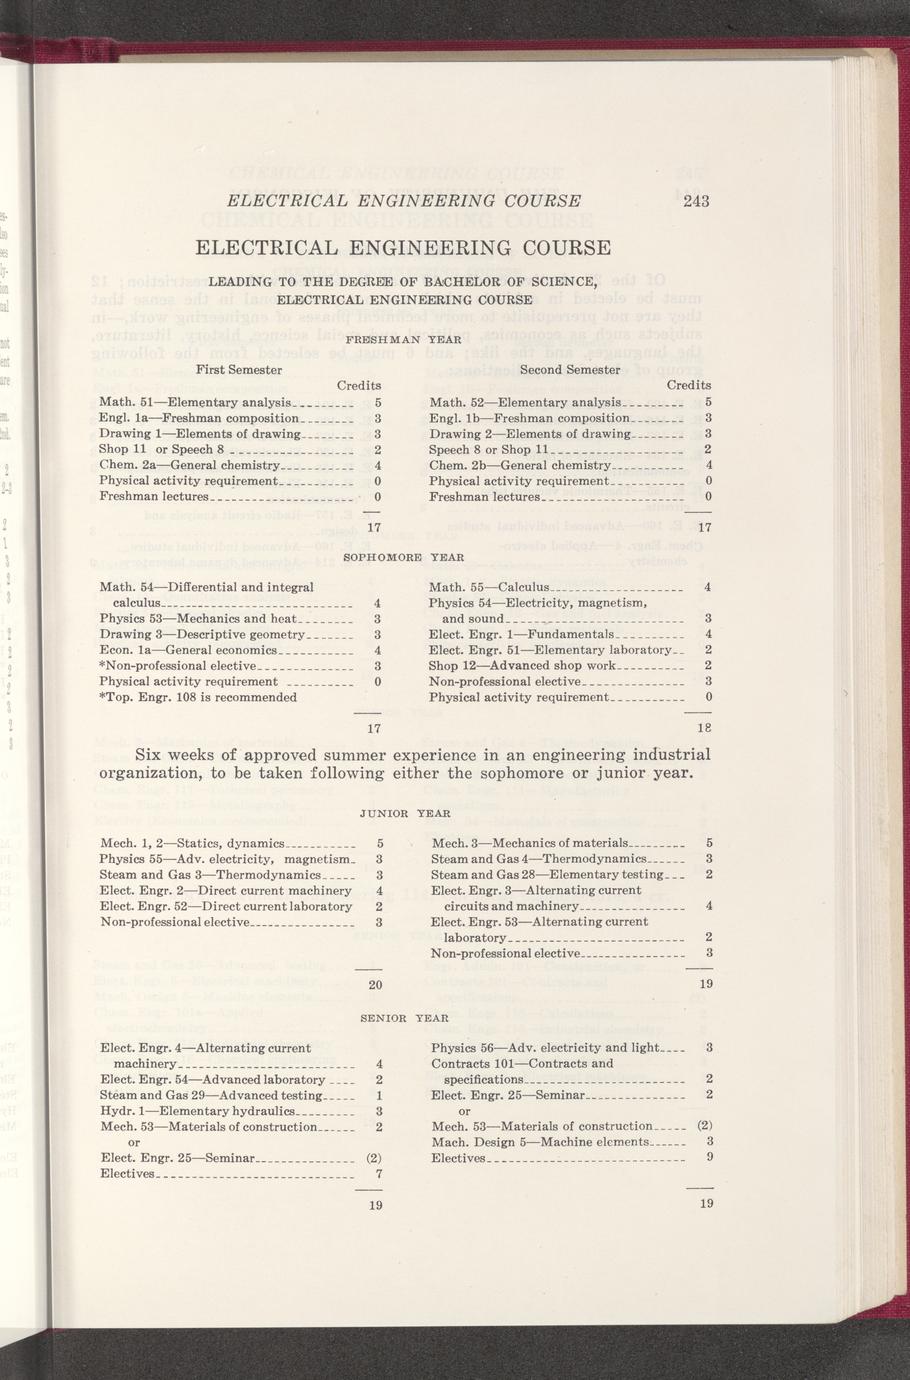 ELECTRICAL ENGINEERING COURSE 243
ELECTRICAL ENGINEERING COURSE
LEADING TO THE DEGREE OF BACHELOR OF SCIENCE,
ELECTRICAL ENGINEERING COURSE
FRESHMAN YEAR
First Semester
Credits
Math. 51—Elementary analysis 5
Engl. 1a—Freshman composition 3
Drawing 1—Elements of drawing 3
Shop 11 or Speech 8 2
Chem. 2a—General chemistry 4
Physical activity requirement 0
Freshman lectures 0
17
Second Semester
Credits
Math. 52—Elementary analysis 5
Engl. 1b—Freshman composition 3
Drawing 2—Elements of drawing 3
Speech 8 or Shop 11 2
Chem. 2b—General chemistry 4
Physical activity requirement 0
Freshman lectures 0
17
SOPHOMORE YEAR
Math. 54—Differential and integral
calculus 4
Physics 53—Mechanics and heat 3
Drawing 3—Descriptive geometry 3
Econ. 1a—General economics 4
*Non-professional elective 3
Physical activity requirement 0
*Top. Engr. 108 is recommended
17
Math. 55—Calculus 4
Physics 54—Electricity, magnetism,
and sound 3
Elect. Engr. 1—Fundamentals 4
Elect. Engr. 51—Elementary laboratory 2
Shop 12—Advanced shop work 2
Non-professional elective 3
Physical activity requirement 0
18
Six weeks of approved summer experience in an engineering industrial
organization, to be taken following either the sophomore or junior year.
JUNIOR YEAR
Mech. 1, 2—Statics, dynamics 5
Physics 55—Adv. electricity, magnetism 3
Steam and Gas 3—Thermodynamics 3
Elect. Engr. 2—Direct current machinery 4
Elect. Engr. 52—Direct current laboratory 2
Non-professional elective 3
20
Mech. 3—Mechanics of materials 5
Steam and Gas 4—Thermodynamics 3
Steam and Gas 28—Elementary testing 2
Elect. Engr. 3—Alternating current
circuits and machinery 4
Elect. Engr. 53—Alternating current
laboratory 2
Non-professional elective 3
19
SENIOR YEAR
Elect. Engr. 4—Alternating current
machinery 4
Elect. Engr. 54—Advanced laboratory 2
Steam and Gas 29—Advanced testing 1
Hydr. 1—Elementary hydraulics 3
Mech. 53—Materials of construction 2
or
Elect. Engr. 25—Seminar (2)
Electives 7
19
Physics 56—Adv. electricity and light 3
Contracts 101—Contracts and
specifications 2
Elect. Engr. 25—Seminar 2
or
Mech. 53—Materials of construction (2)
Mach. Design 5—Machine elements 3
Electives 9
19